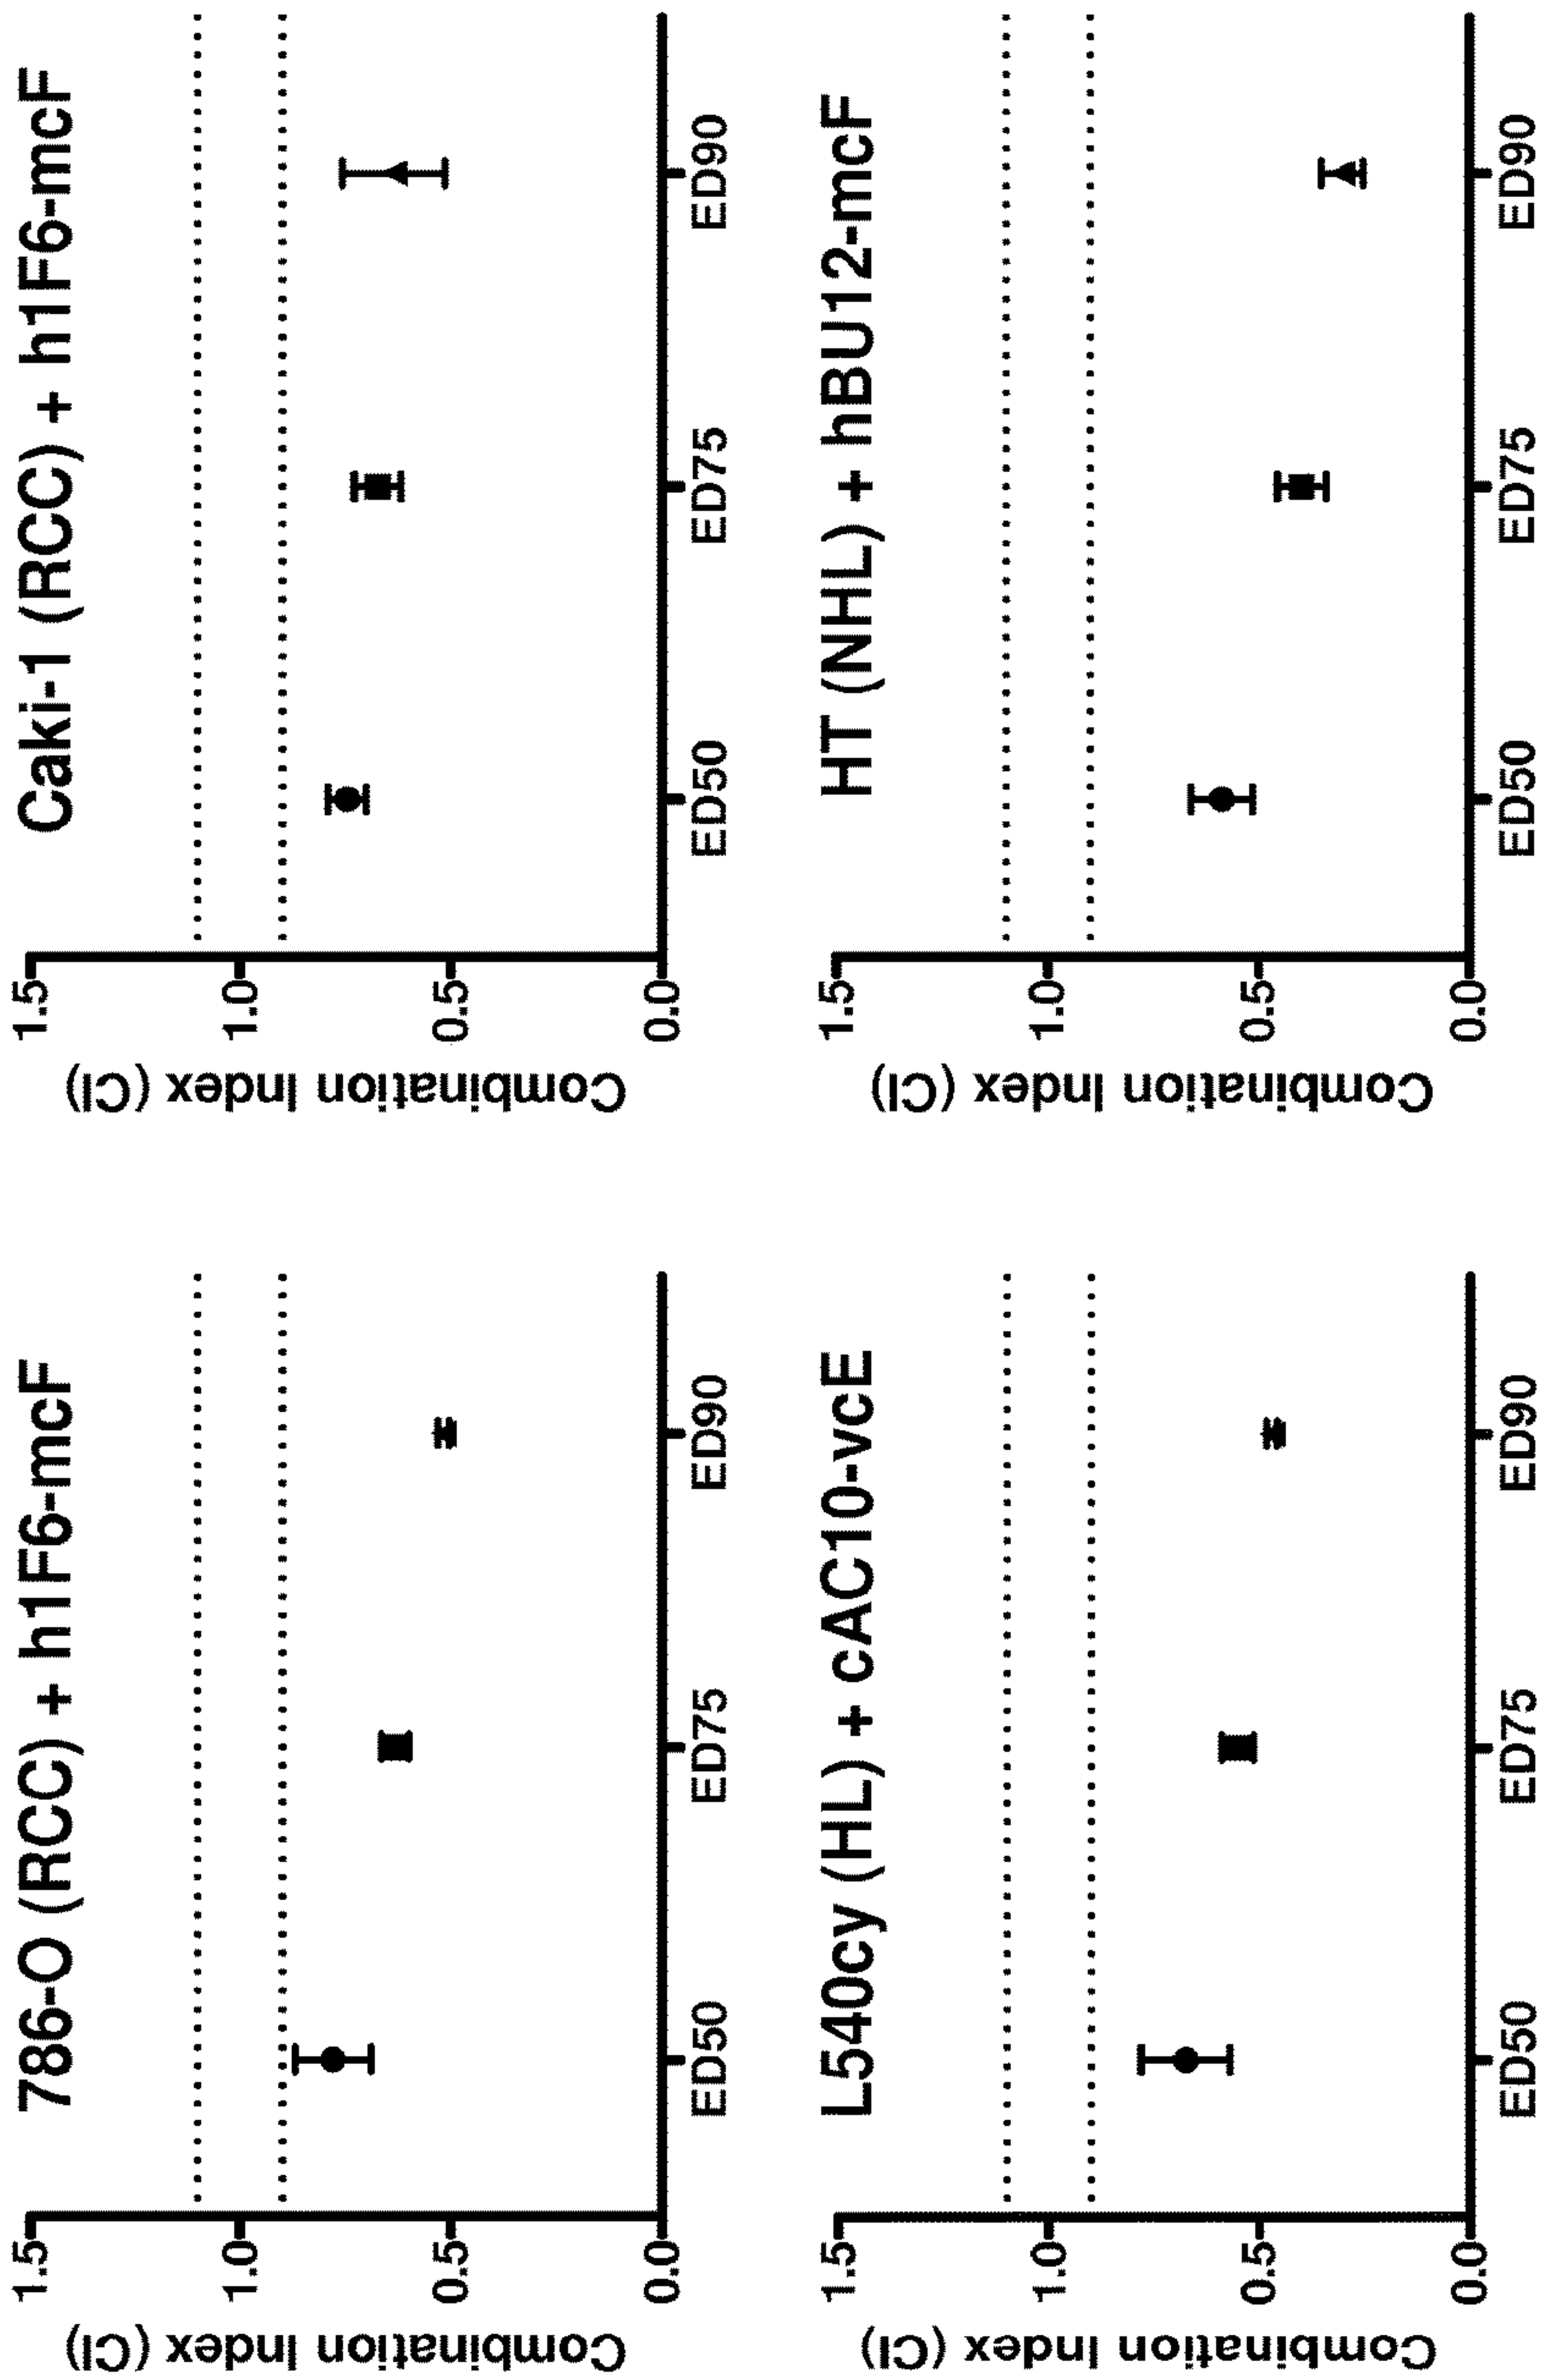 786-O (RCC) + h1F6-mcF
Combination Index (CI)
1.5
1.0
0.5
0.0
ED50
ED75
ED90
Caki-1 (RCC) + h1F6-mcF
Combination Index (CI)
1.5
1.0
0.5
0.0
ED50
ED75
ED90
L540cy (HL) + cAC10-vcE
Combination Index (CI)
1.5
1.0
0.5
0.0
ED50
ED75
ED90
HT (NHL) + hBU12-mcF
Combination Index (CI)
1.5
1.0
0.5
0.0
ED50
ED75
ED90